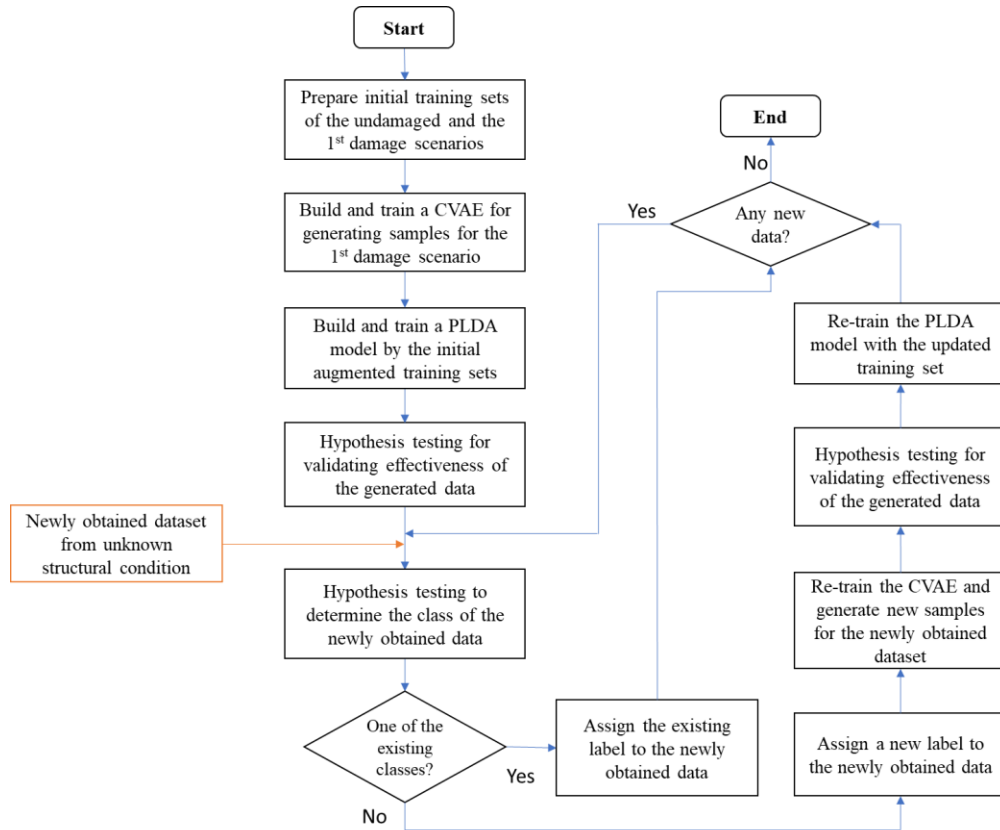 Start
Prepare initial training sets
of the undamaged and the
1st damage scenarios
Build and train a CVAE for
generating samples for the
1st damage scenario
Build and train a PLDA
model by the initial
augmented training sets
Hypothesis testing for
validating effectiveness of
the generated data
Newly obtained dataset
from unknown
structural condition
Hypothesis testing to
determine the class of the
newly obtained data
One of the
existing
classes?
Yes
No
Assign the existing
label to the newly
obtained data
Assign a new label to
the newly obtained data
Re-train the CVAE and
generate new samples
for the newly obtained
dataset
Hypothesis testing for
validating effectiveness
of the generated data
Re-train the PLDA
model with the updated
training set
Any new
data?
Yes
No
End